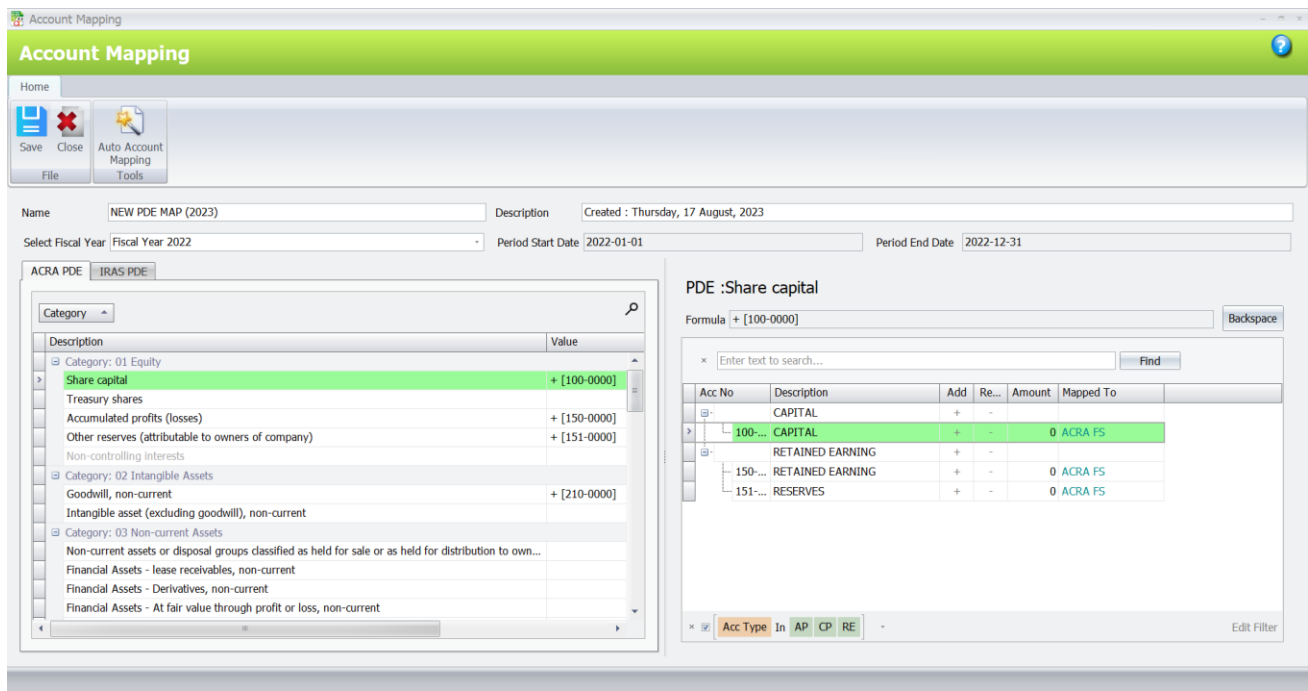 Account Mapping
Account Mapping
Home
Save Close Auto Account Mapping
File Tools
Name NEW PDE MAP (2023) Description Created : Thursday, 17 August, 2023
Select Fiscal Year Fiscal Year 2022 Period Start Date 2022-01-01 Period End Date 2022-12-31
ACRA PDE IRAS PDE
Category
Description Value
Category: 01 Equity
Share capital + [100-0000]
Treasury shares
Accumulated profits (losses) + [150-0000]
Other reserves (attributable to owners of company) + [151-0000]
Non-controlling interests
Category: 02 Intangible Assets
Goodwill, non-current + [210-0000]
Intangible asset (excluding goodwill), non-current
Category: 03 Non-current Assets
Non-current assets or disposal groups classified as held for sale or as held for distribution to own...
Financial Assets - lease receivables, non-current
Financial Assets - Derivatives, non-current
Financial Assets - At fair value through profit or loss, non-current
PDE :Share capital
Formula + [100-0000] Backspace
× Enter text to search... Find
Acc No Description Add Re... Amount Mapped To
CAPITAL + -
100-... CAPITAL + - 0 ACRA FS
RETAINED EARNING + -
150-... RETAINED EARNING + - 0 ACRA FS
151-... RESERVES + - 0 ACRA FS
× Acc Type In AP CP RE Edit Filter